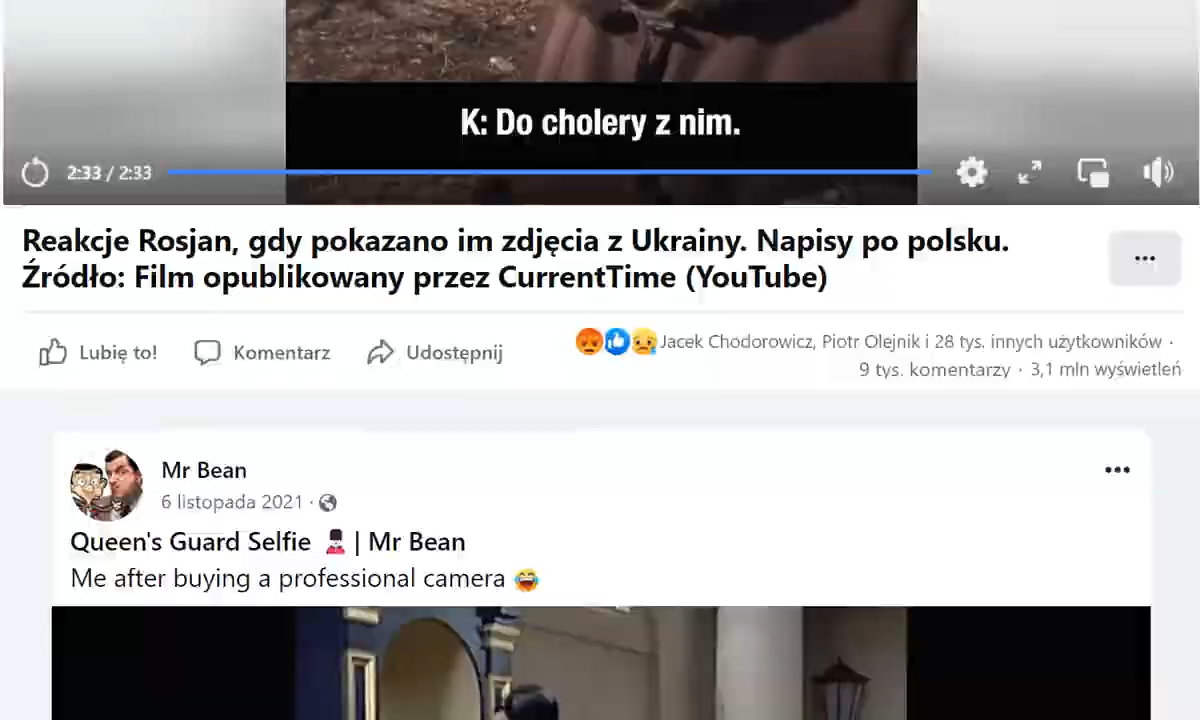 K: Do cholery z nim.
2:33 / 2:33
Reakcje Rosjan, gdy pokazano im zdjęcia z Ukrainy. Napisy po polsku.
Źródło: Film opublikowany przez CurrentTime (YouTube)
Lubię to! Komentarz Udostępnij
Jacek Chodorowicz, Piotr Olejnik i 28 tys. innych użytkowników ·
9 tys. komentarzy · 3,1 mln wyświetleń
Mr Bean
6 listopada 2021 ·
Queen's Guard Selfie 💂 | Mr Bean
Me after buying a professional camera 😂